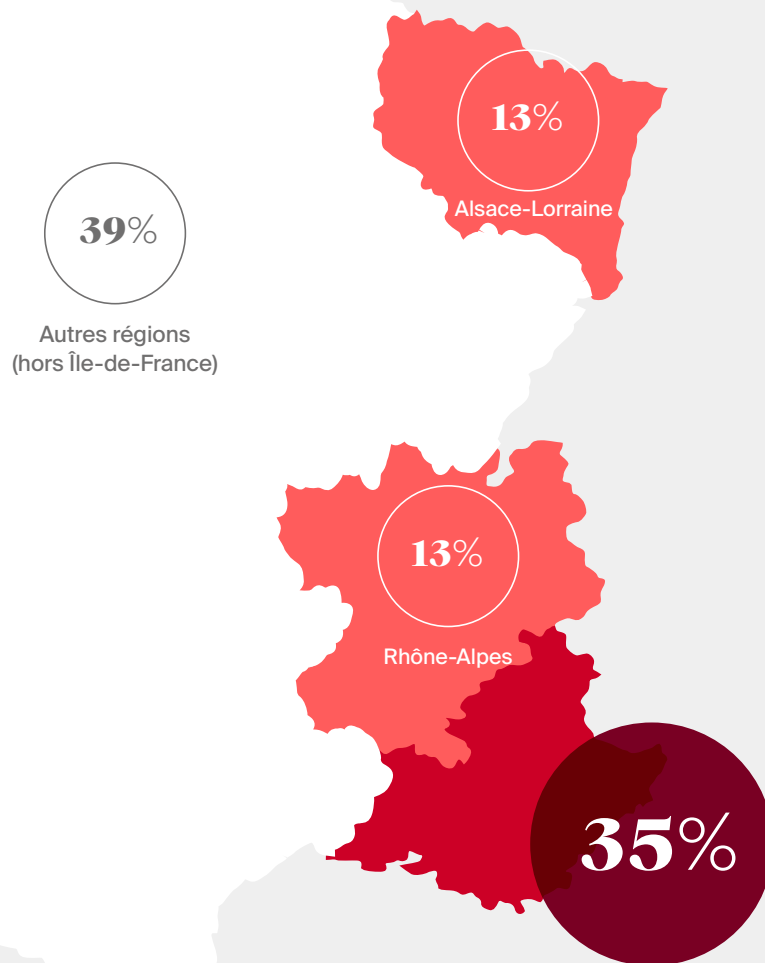 13%
Alsace-Lorraine
39%
Autres régions
(hors Île-de-France)
13%
Rhône-Alpes
35%